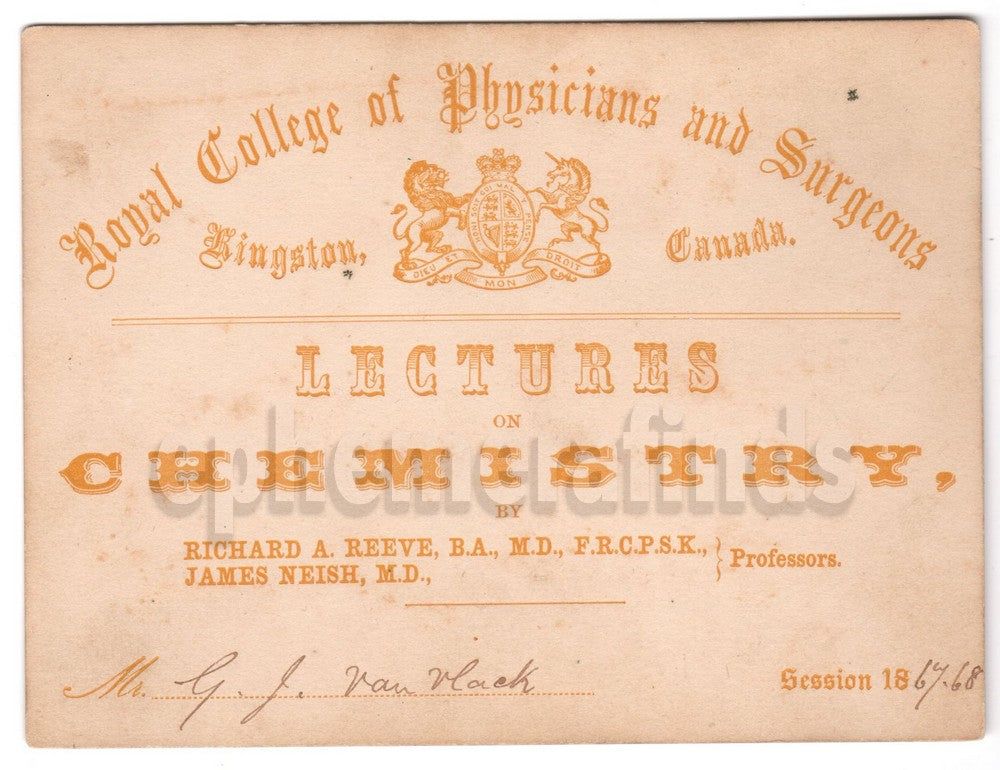 Royal College of Physicians and Surgeons
Kingston, Canada.
HONI SOIT QUI MAL Y PENSE
DIEU ET MON DROIT
LECTURES
ON
CHEMISTRY,
ephemerafinds
BY
RICHARD A. REEVE, B.A., M.D., F.R.C.P.S.K.,
JAMES NEISH, M.D., } Professors.
Mr. G. J. Van Vlack
Session 1867-68